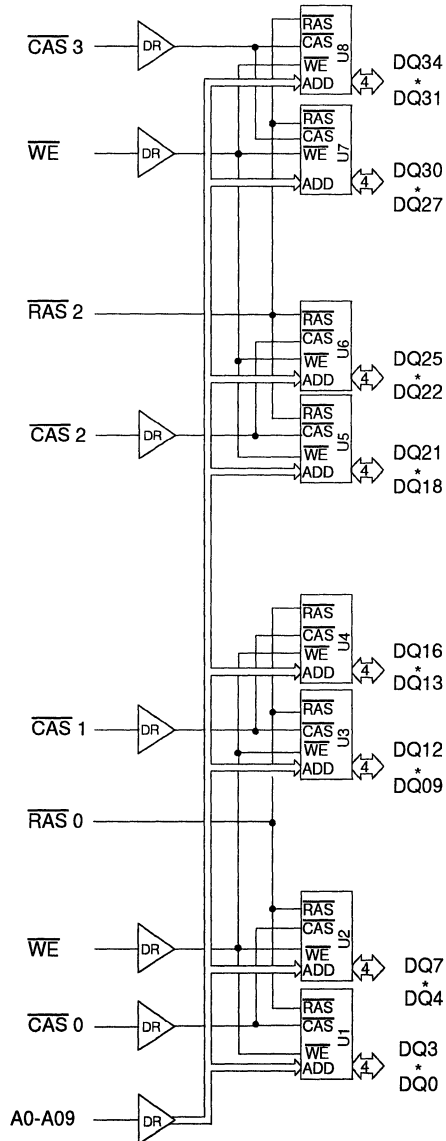 CAS 3 DR RAS CAS WE ADD U8 4 DQ34
*
DQ31
WE DR RAS CAS WE ADD U7 4 DQ30
*
DQ27
RAS 2 RAS CAS WE ADD U6 4 DQ25
*
DQ22
CAS 2 DR RAS CAS WE ADD U5 4 DQ21
*
DQ18
RAS CAS WE ADD U4 4 DQ16
*
DQ13
CAS 1 DR RAS CAS WE ADD U3 4 DQ12
*
DQ09
RAS 0
WE DR RAS CAS WE ADD U2 4 DQ7
*
DQ4
CAS 0 DR RAS CAS WE ADD U1 4 DQ3
*
DQ0
A0-A09 DR